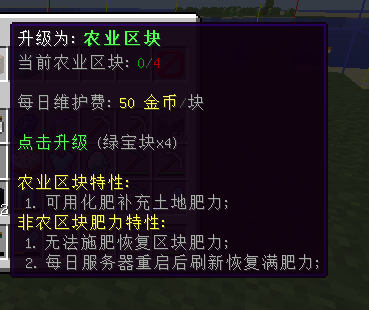 升级为: 农业区块
当前农业区块: 0/4
每日维护费: 50 金币/块
点击升级 (绿宝块x4)
农业区块特性:
1. 可用化肥补充土地肥力;
非农区块肥力特性:
1. 无法施肥恢复区块肥力;
2. 每日服务器重启后刷新恢复满肥力;
2